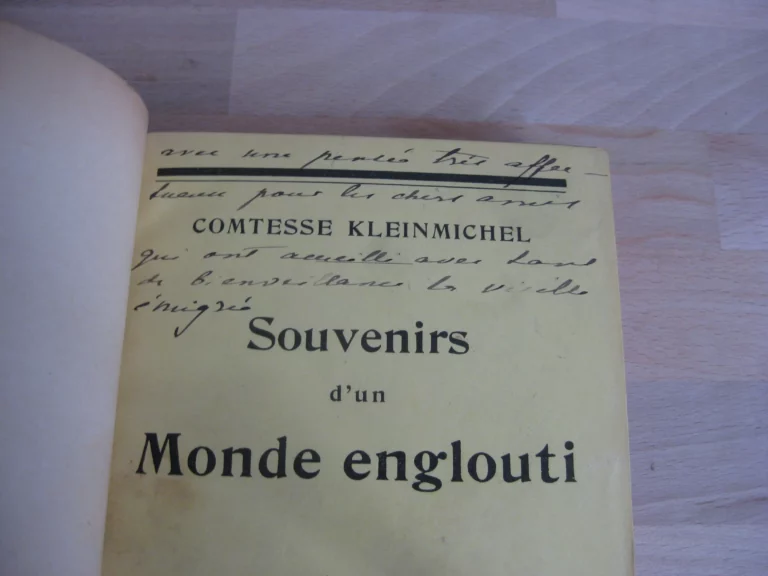 avec une pensée très affec-
tueuse pour les chers amis
COMTESSE KLEINMICHEL
qui ont accueilli avec tant
de bienveillance la vieille
émigrée
Souvenirs
d'un
Monde englouti